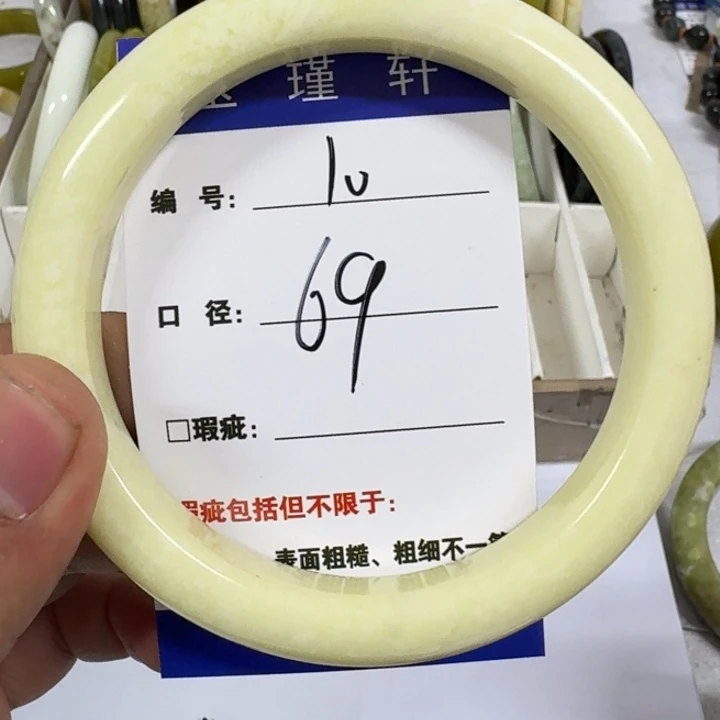 瑾轩
编 号: 10
口 径: 69
□瑕疵:
瑕疵包括但不限于:
表面粗糙、粗细不一